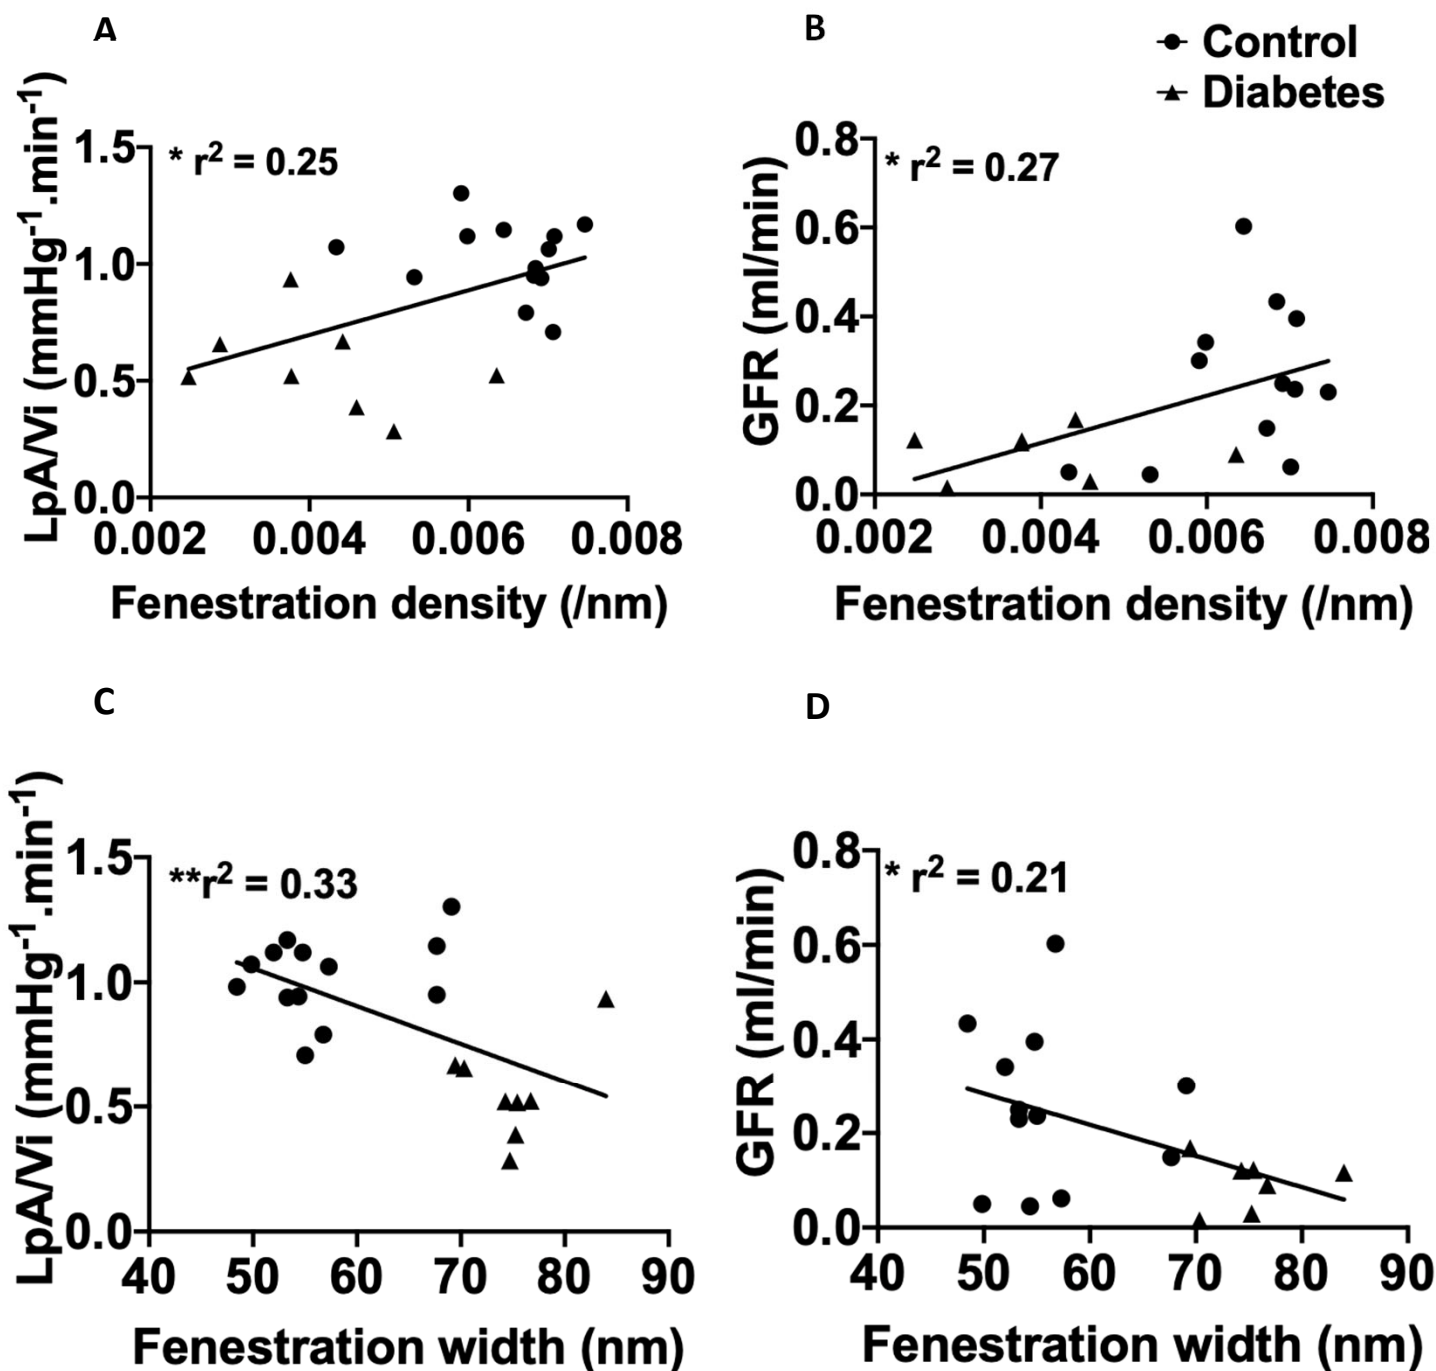 A
B
Control
Diabetes
LpA/Vi (mmHg⁻¹.min⁻¹)
* r² = 0.25
1.5
1.0
0.5
0.0
0.002 0.004 0.006 0.008
Fenestration density (/nm)
GFR (ml/min)
* r² = 0.27
0.8
0.6
0.4
0.2
0.0
0.002 0.004 0.006 0.008
Fenestration density (/nm)
C
D
LpA/Vi (mmHg⁻¹.min⁻¹)
**r² = 0.33
1.5
1.0
0.5
0.0
40 50 60 70 80 90
Fenestration width (nm)
GFR (ml/min)
* r² = 0.21
0.8
0.6
0.4
0.2
0.0
40 50 60 70 80 90
Fenestration width (nm)